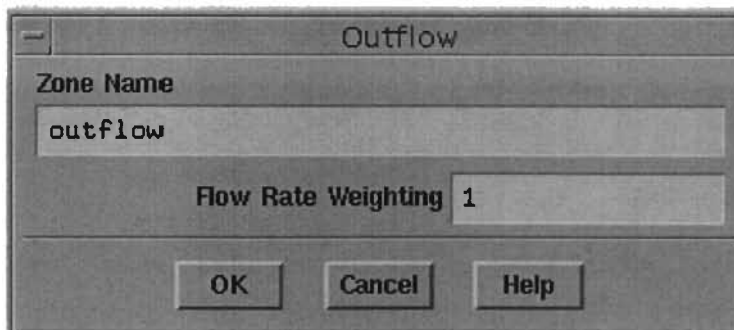 Outflow
Zone Name
outflow
Flow Rate Weighting 1
OK Cancel Help